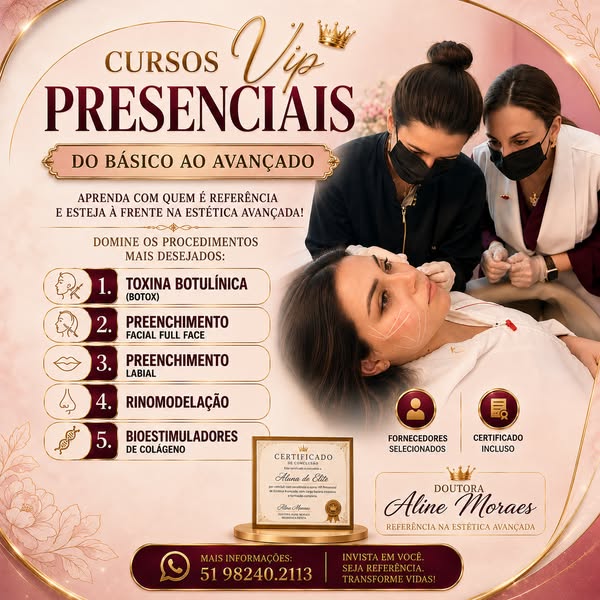 CURSOS Vip
PRESENCIAIS
DO BÁSICO AO AVANÇADO
APRENDA COM QUEM É REFERÊNCIA
E ESTEJA À FRENTE NA ESTÉTICA AVANÇADA!
DOMINE OS PROCEDIMENTOS
MAIS DESEJADOS:
1. TOXINA BOTULÍNICA
(BOTOX)
2. PREENCHIMENTO
FACIAL FULL FACE
3. PREENCHIMENTO
LABIAL
4. RINOMODELAÇÃO
5. BIOESTIMULADORES
DE COLÁGENO
FORNECEDORES
SELECIONADOS
CERTIFICADO
INCLUSO
CERTIFICADO
DE CONCLUSÃO
Aluna de Elite
Aline Moraes
DOUTORA
Aline Moraes
REFERÊNCIA NA ESTÉTICA AVANÇADA
MAIS INFORMAÇÕES:
51 98240.2113
INVISTA EM VOCÊ.
SEJA REFERÊNCIA.
TRANSFORME VIDAS!